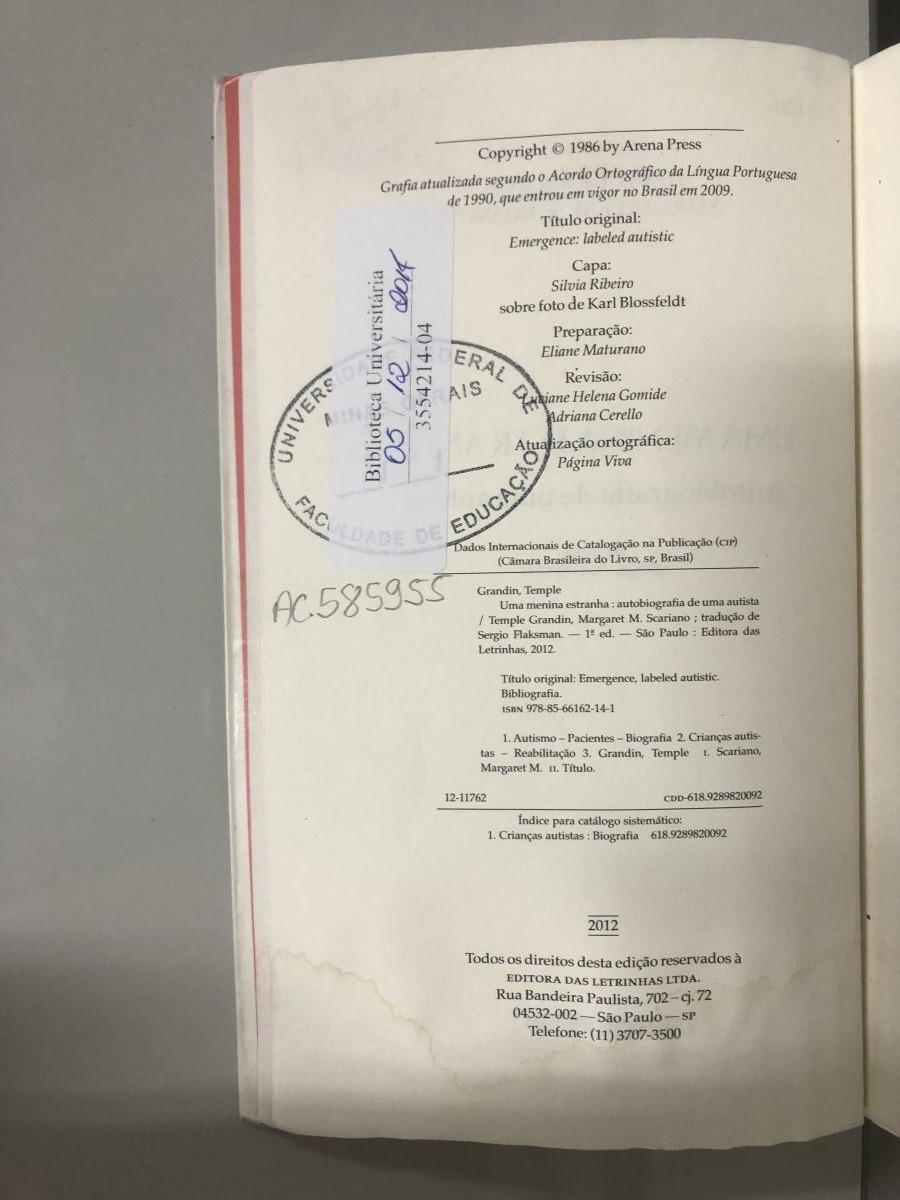 Copyright © 1986 by Arena Press
Grafia atualizada segundo o Acordo Ortográfico da Língua Portuguesa
de 1990, que entrou em vigor no Brasil em 2009.
Título original:
Emergence: labeled autistic
Capa:
Silvia Ribeiro
sobre foto de Karl Blossfeldt
Preparação:
Eliane Maturano
Revisão:
Helena Gomide
Adriana Cerello
Atualização ortográfica:
Página Viva
Biblioteca Universitária
05 / 12 /
3554214-04
UNIVERSIDADE FEDERAL DE
MINAS GERAIS
FACULDADE DE EDUCAÇÃO
AC.585955
Dados Internacionais de Catalogação na Publicação (CIP)
(Câmara Brasileira do Livro, SP, Brasil)
Grandin, Temple
Uma menina estranha : autobiografia de uma autista
/ Temple Grandin, Margaret M. Scariano ; tradução de
Sergio Flaksman. — 1ª ed. — São Paulo : Editora das
Letrinhas, 2012.
Título original: Emergence, labeled autistic.
Bibliografia.
ISBN 978-85-66162-14-1
1. Autismo – Pacientes – Biografia 2. Crianças autis-
tas – Reabilitação 3. Grandin, Temple I. Scariano,
Margaret M. II. Título.
12-11762 CDD-618.9289820092
Índice para catálogo sistemático:
1. Crianças autistas : Biografia 618.9289820092
2012
Todos os direitos desta edição reservados à
EDITORA DAS LETRINHAS LTDA.
Rua Bandeira Paulista, 702 – cj. 72
04532-002 — São Paulo — SP
Telefone: (11) 3707-3500